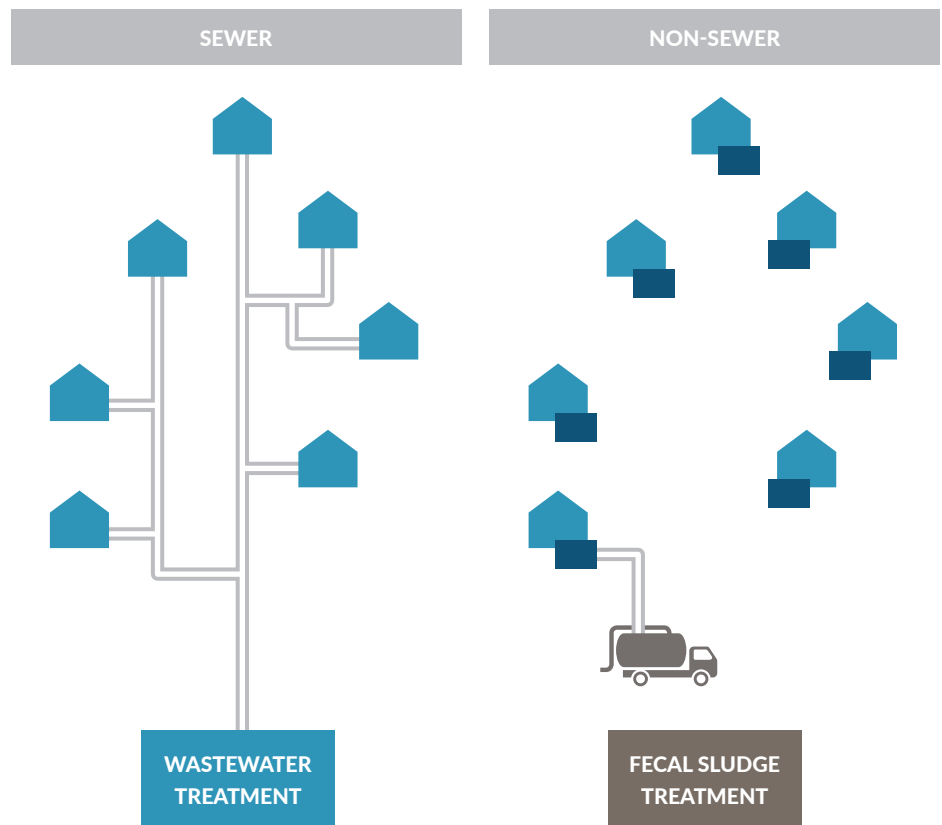 SEWER
NON-SEWER
WASTEWATER
TREATMENT
FECAL SLUDGE
TREATMENT